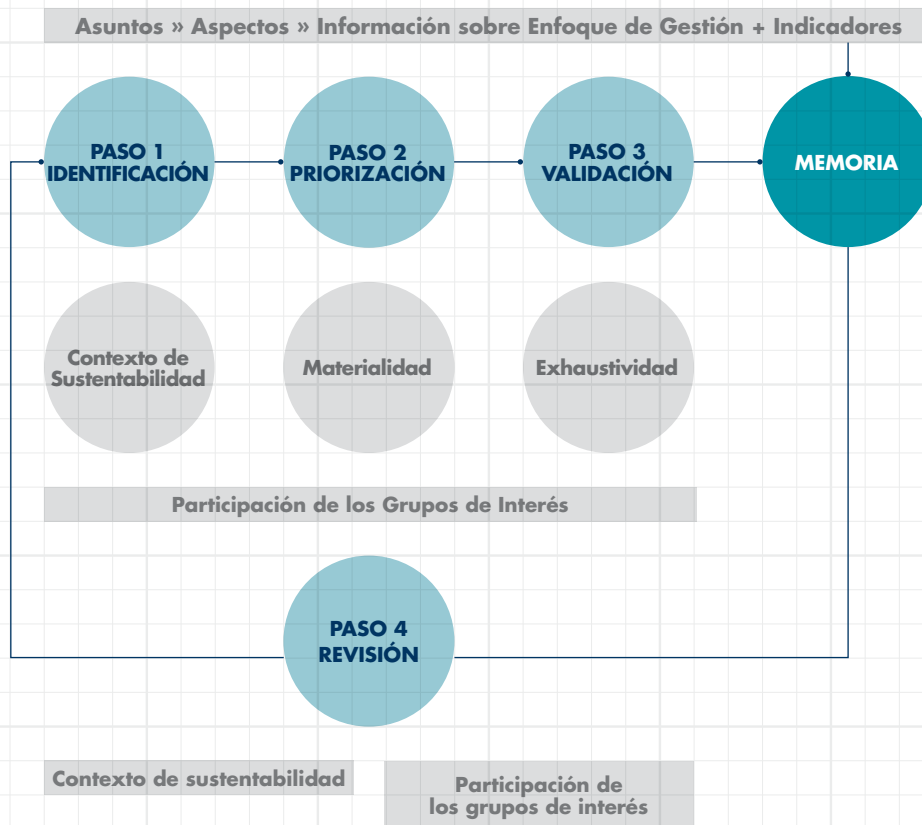 Asuntos » Aspectos » Información sobre Enfoque de Gestión + Indicadores
PASO 1
IDENTIFICACIÓN
PASO 2
PRIORIZACIÓN
PASO 3
VALIDACIÓN
MEMORIA
Contexto de
Sustentabilidad
Materialidad
Exhaustividad
Participación de los Grupos de Interés
PASO 4
REVISIÓN
Contexto de sustentabilidad
Participación de
los grupos de interés